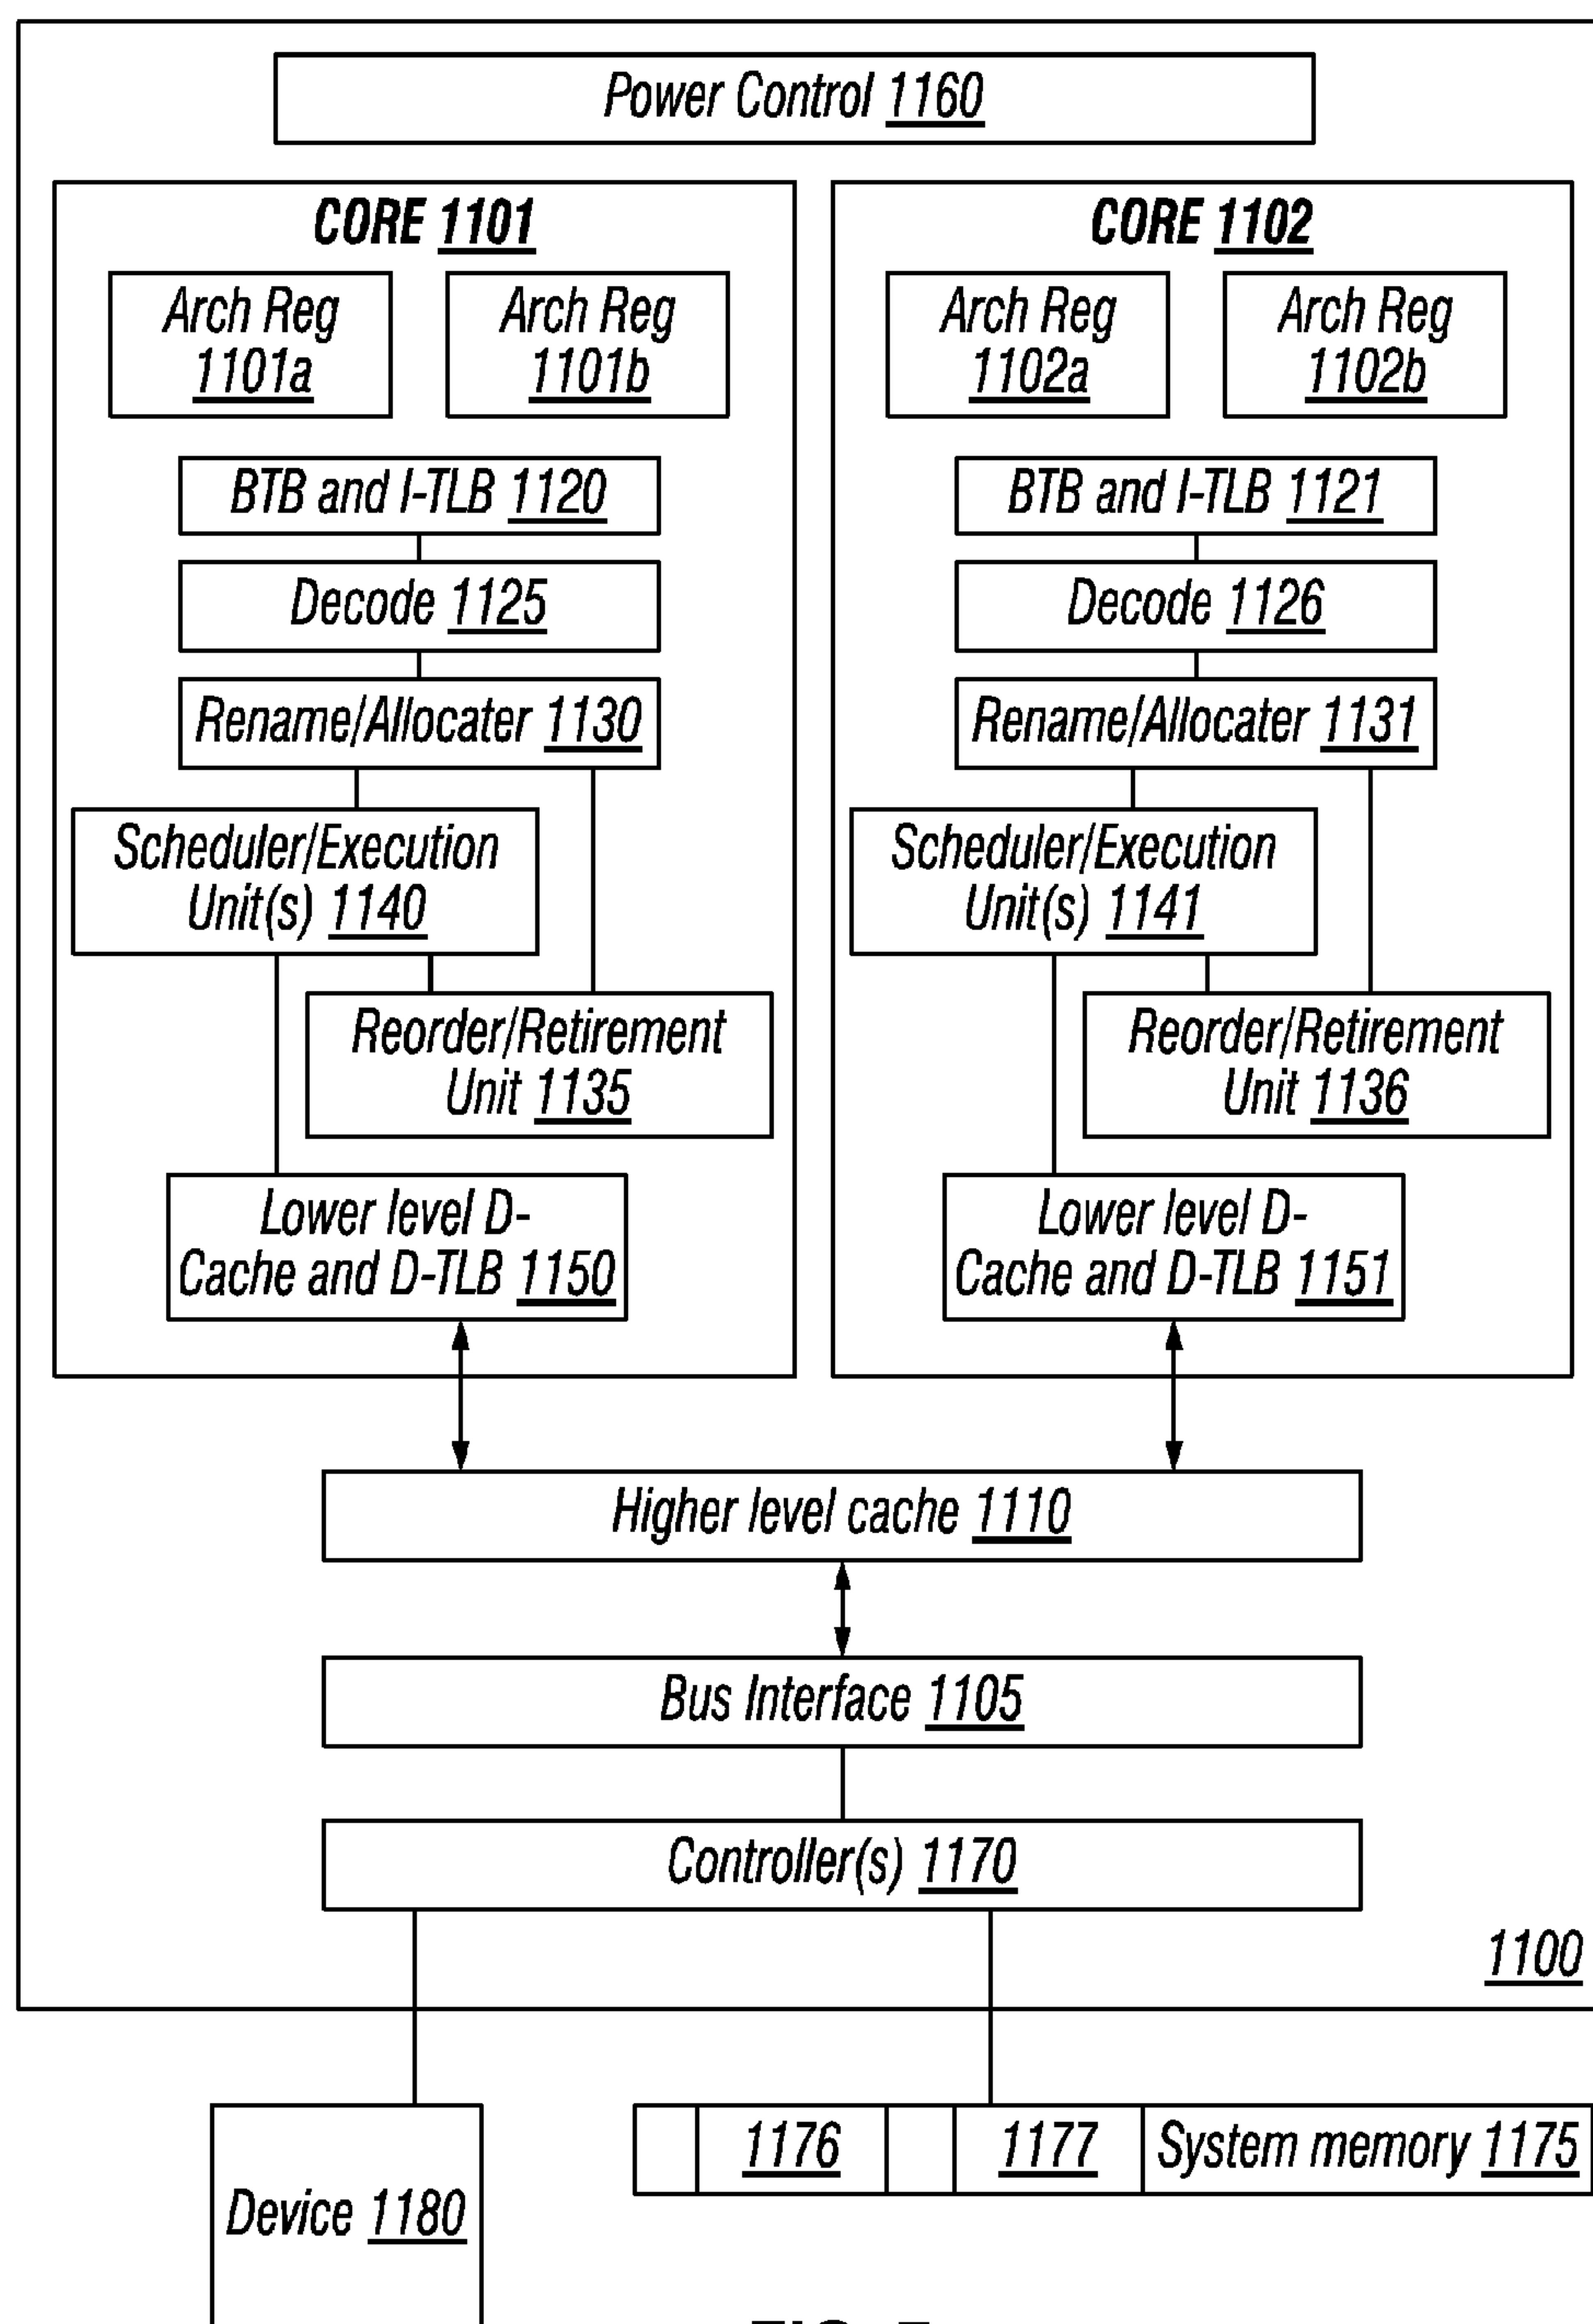 Power Control 1160
CORE 1101
Arch Reg
1101a
Arch Reg
1101b
BTB and I-TLB 1120
Decode 1125
Rename/Allocater 1130
Scheduler/Execution
Unit(s) 1140
Reorder/Retirement
Unit 1135
Lower level D-
Cache and D-TLB 1150
CORE 1102
Arch Reg
1102a
Arch Reg
1102b
BTB and I-TLB 1121
Decode 1126
Rename/Allocater 1131
Scheduler/Execution
Unit(s) 1141
Reorder/Retirement
Unit 1136
Lower level D-
Cache and D-TLB 1151
Higher level cache 1110
Bus Interface 1105
Controller(s) 1170
1100
1176
1177
System memory 1175
Device 1180